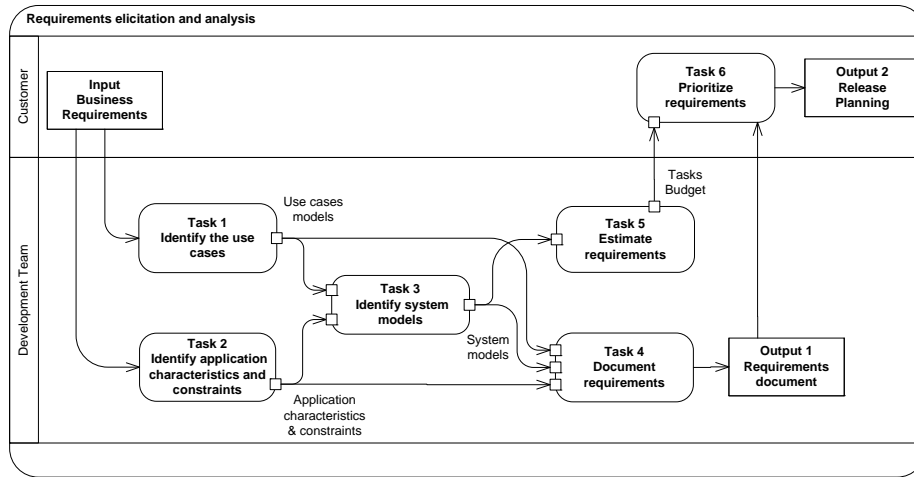 Requirements elicitation and analysis
Customer
Input
Business
Requirements
Task 6
Prioritize
requirements
Output 2
Release
Planning
Development Team
Tasks
Budget
Use cases
models
Task 1
Identify the use
cases
Task 5
Estimate
requirements
Task 3
Identify system
models
Task 2
Identify application
characteristics and
constraints
System
models
Task 4
Document
requirements
Output 1
Requirements
document
Application
characteristics
& constraints